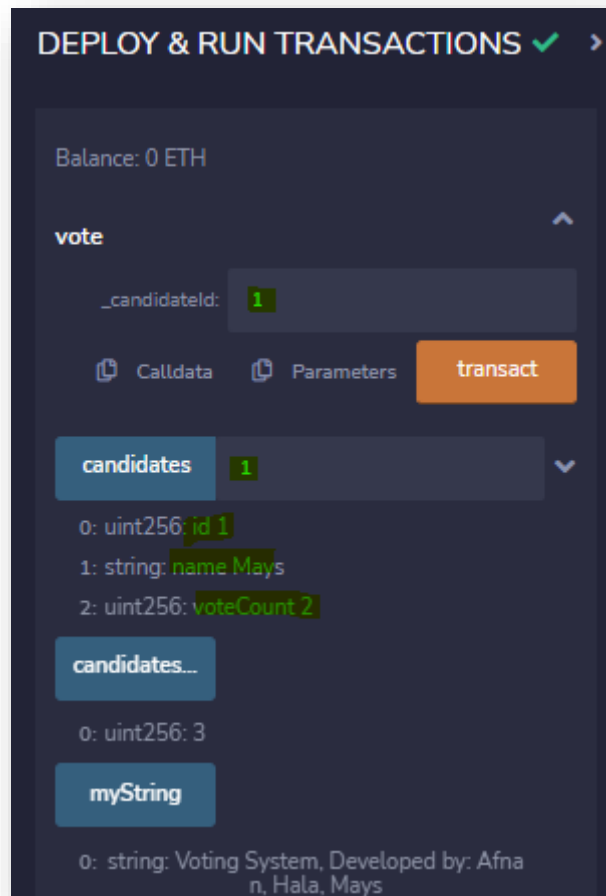 DEPLOY & RUN TRANSACTIONS
Balance: 0 ETH
vote
_candidateId: 1
Calldata Parameters transact
candidates 1
0: uint256: id 1
1: string: name Mays
2: uint256: voteCount 2
candidates...
0: uint256: 3
myString
0: string: Voting System, Developed by: Afna
n, Hala, Mays